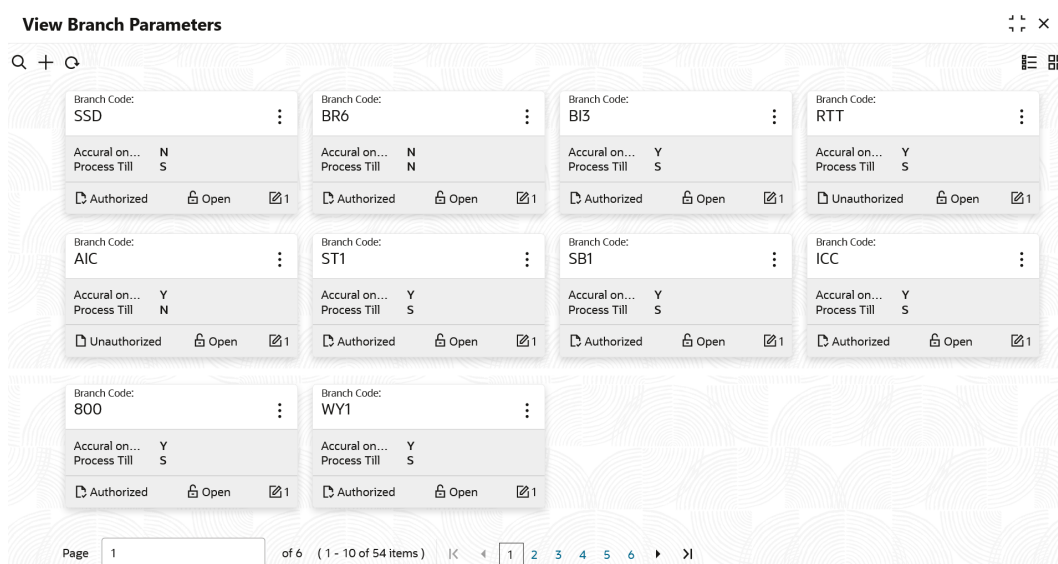 View Branch Parameters
Branch Code:
SSD
Accural on... N
Process Till S
Authorized Open 1
Branch Code:
BR6
Accural on... N
Process Till N
Authorized Open 1
Branch Code:
BI3
Accural on... Y
Process Till S
Authorized Open 1
Branch Code:
RTT
Accural on... Y
Process Till S
Unauthorized Open 1
Branch Code:
AIC
Accural on... Y
Process Till N
Unauthorized Open 1
Branch Code:
ST1
Accural on... Y
Process Till S
Authorized Open 1
Branch Code:
SB1
Accural on... Y
Process Till S
Authorized Open 1
Branch Code:
ICC
Accural on... Y
Process Till S
Authorized Open 1
Branch Code:
800
Accural on... Y
Process Till S
Authorized Open 1
Branch Code:
WY1
Accural on... Y
Process Till S
Authorized Open 1
Page 1 of 6 ( 1 - 10 of 54 items ) 1 2 3 4 5 6